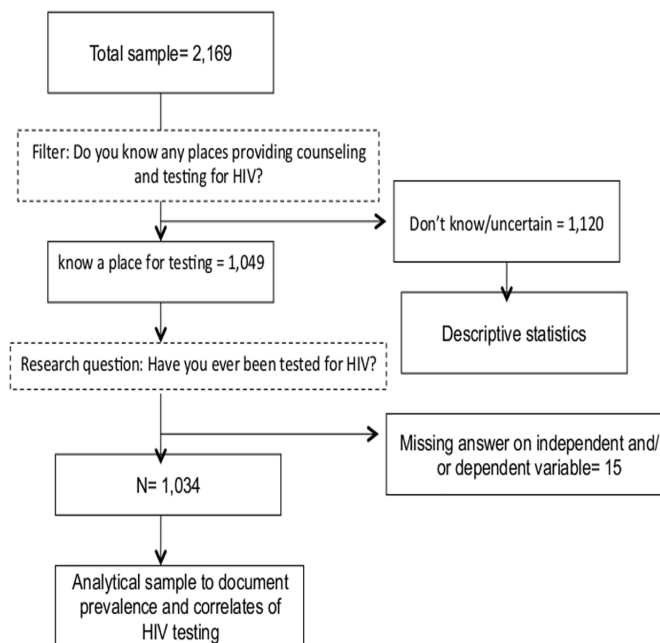 Total sample= 2,169
Filter: Do you know any places providing counseling
and testing for HIV?
Don't know/uncertain = 1,120
know a place for testing = 1,049
Descriptive statistics
Research question: Have you ever been tested for HIV?
Missing answer on independent and/
or dependent variable= 15
N= 1,034
Analytical sample to document
prevalence and correlates of
HIV testing